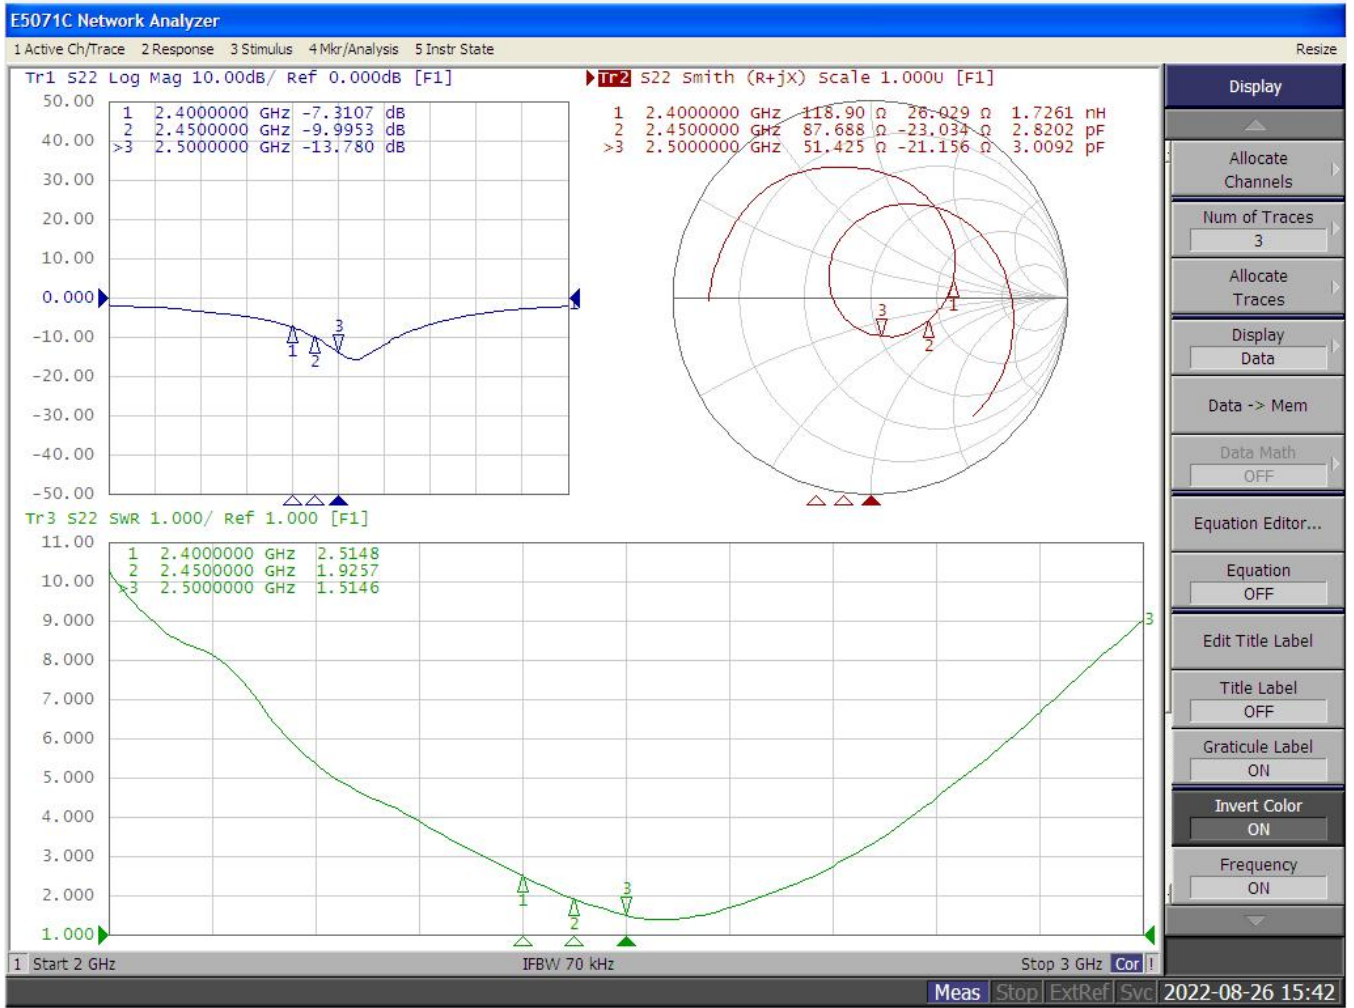 E5071C Network Analyzer
1 Active Ch/Trace 2 Response 3 Stimulus 4 Mkr/Analysis 5 Instr State Resize
Tr1 S22 Log Mag 10.00dB/ Ref 0.000dB [F1]
50.00
40.00
30.00
20.00
10.00
0.000
-10.00
-20.00
-30.00
-40.00
-50.00
1 2.4000000 GHz -7.3107 dB
2 2.4500000 GHz -9.9953 dB
>3 2.5000000 GHz -13.780 dB
1
2
3
1
Tr2 S22 Smith (R+jX) Scale 1.000U [F1]
1 2.4000000 GHz 118.90 Ω 26.029 Ω 1.7261 nH
2 2.4500000 GHz 87.688 Ω -23.034 Ω 2.8202 pF
>3 2.5000000 GHz 51.425 Ω -21.156 Ω 3.0092 pF
3
1
2
Tr3 S22 SWR 1.000/ Ref 1.000 [F1]
11.00
10.00
9.000
8.000
7.000
6.000
5.000
4.000
3.000
2.000
1.000
1 2.4000000 GHz 2.5148
2 2.4500000 GHz 1.9257
>3 2.5000000 GHz 1.5146
1
2
3
3
1 Start 2 GHz IFBW 70 kHz Stop 3 GHz Cor !
Display
Allocate
Channels
Num of Traces
3
Allocate
Traces
Display
Data
Data -> Mem
Data Math
OFF
Equation Editor...
Equation
OFF
Edit Title Label
Title Label
OFF
Graticule Label
ON
Invert Color
ON
Frequency
ON
Meas Stop ExtRef Svc 2022-08-26 15:42